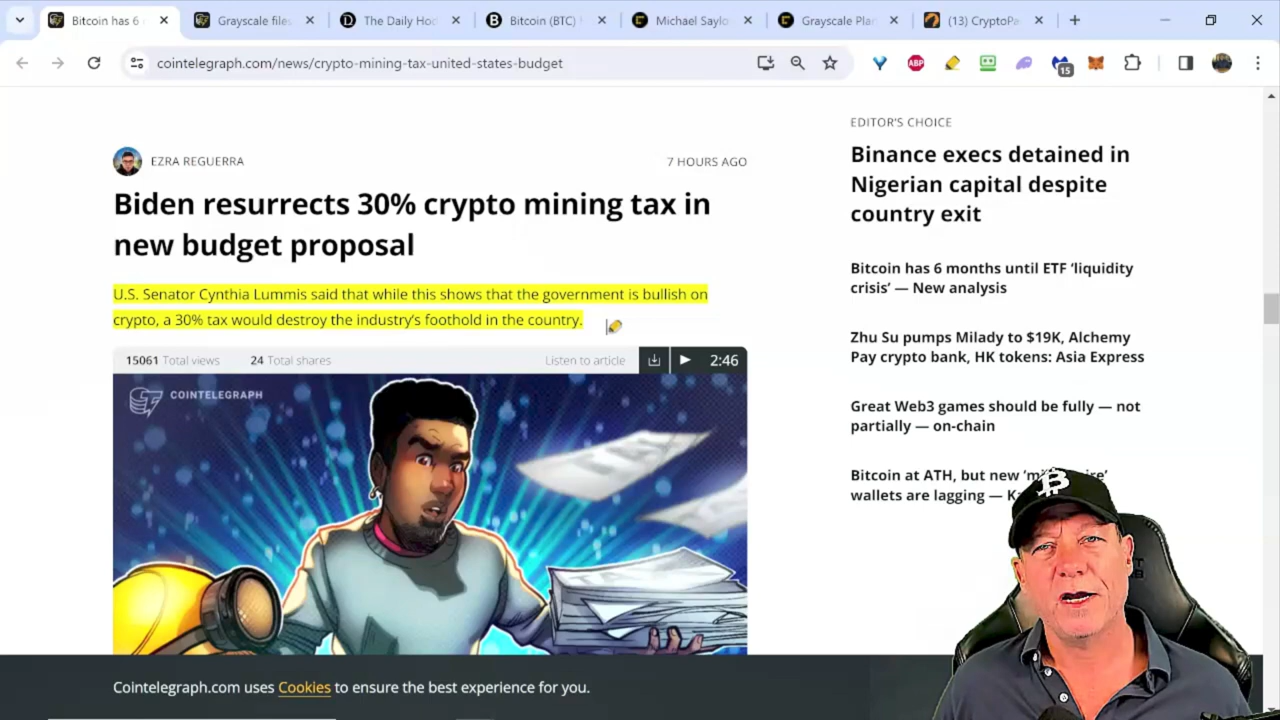 Bitcoin has 6
Grayscale files
The Daily Ho
Bitcoin (BTC)
Michael Saylo
Grayscale Pla
(13) CryptoPa
cointelegraph.com/news/crypto-mining-tax-united-states-budget
ABP
15
EZRA REGUERRA
7 HOURS AGO
Biden resurrects 30% crypto mining tax in
new budget proposal
U.S. Senator Cynthia Lummis said that while this shows that the government is bullish on
crypto, a 30% tax would destroy the industry's foothold in the country.
15061 Total views
24 Total shares
Listen to article
2:46
COINTELEGRAPH
EDITOR'S CHOICE
Binance execs detained in
Nigerian capital despite
country exit
Bitcoin has 6 months until ETF 'liquidity
crisis' — New analysis
Zhu Su pumps Milady to $19K, Alchemy
Pay crypto bank, HK tokens: Asia Express
Great Web3 games should be fully — not
partially — on-chain
Bitcoin at ATH, but new
wallets are lagging —
Cointelegraph.com uses Cookies to ensure the best experience for you.